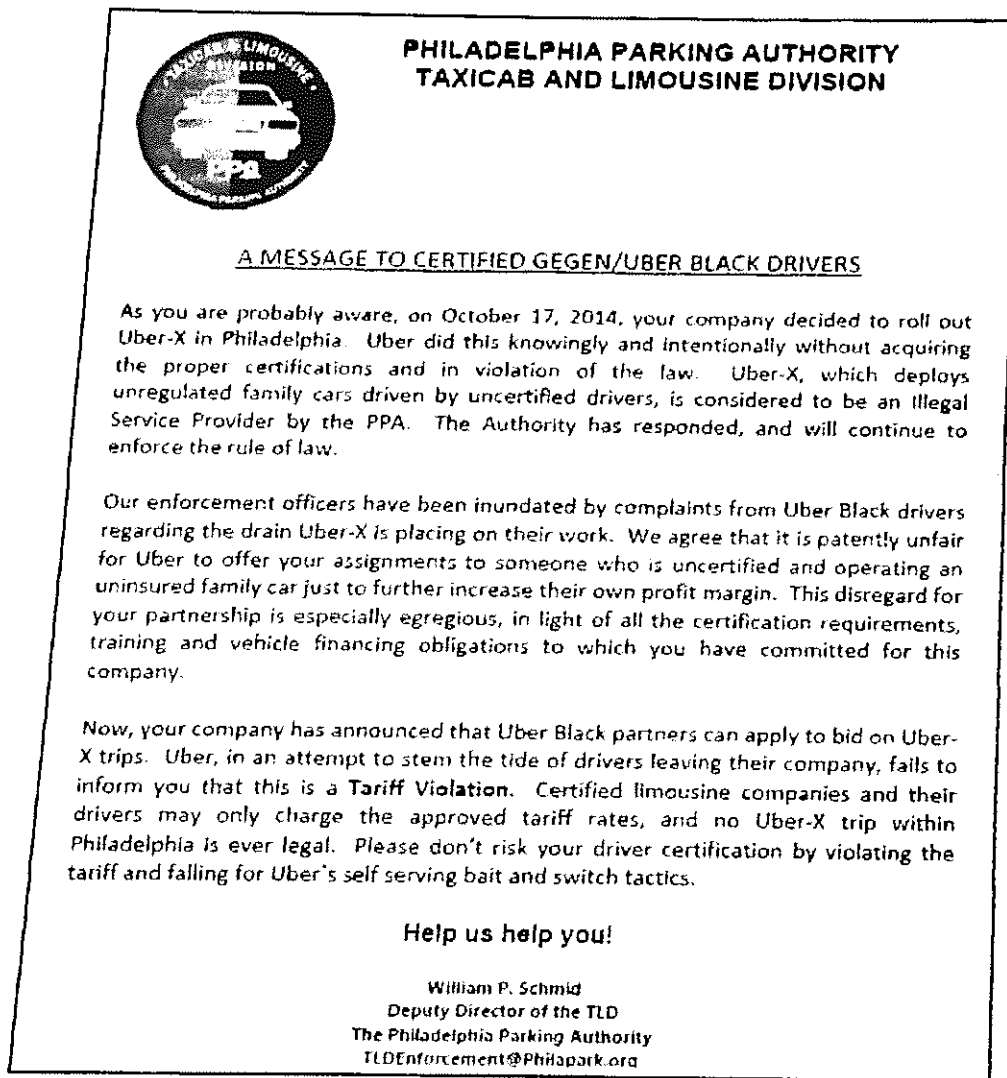 TAXICAB & LIMOUSINE
DIVISION
PPA
PHILADELPHIA PARKING AUTHORITY
PHILADELPHIA PARKING AUTHORITY
TAXICAB AND LIMOUSINE DIVISION
A MESSAGE TO CERTIFIED GEGEN/UBER BLACK DRIVERS
As you are probably aware, on October 17, 2014, your company decided to roll out
Uber-X in Philadelphia. Uber did this knowingly and intentionally without acquiring
the proper certifications and in violation of the law. Uber-X, which deploys
unregulated family cars driven by uncertified drivers, is considered to be an Illegal
Service Provider by the PPA. The Authority has responded, and will continue to
enforce the rule of law.
Our enforcement officers have been inundated by complaints from Uber Black drivers
regarding the drain Uber-X is placing on their work. We agree that it is patently unfair
for Uber to offer your assignments to someone who is uncertified and operating an
uninsured family car just to further increase their own profit margin. This disregard for
your partnership is especially egregious, in light of all the certification requirements,
training and vehicle financing obligations to which you have committed for this
company.
Now, your company has announced that Uber Black partners can apply to bid on Uber-
X trips. Uber, in an attempt to stem the tide of drivers leaving their company, fails to
inform you that this is a Tariff Violation. Certified limousine companies and their
drivers may only charge the approved tariff rates, and no Uber-X trip within
Philadelphia is ever legal. Please don't risk your driver certification by violating the
tariff and falling for Uber's self serving bait and switch tactics.
Help us help you!
William P. Schmid
Deputy Director of the TLD
The Philadelphia Parking Authority
TLDEnforcement@Philapark.org